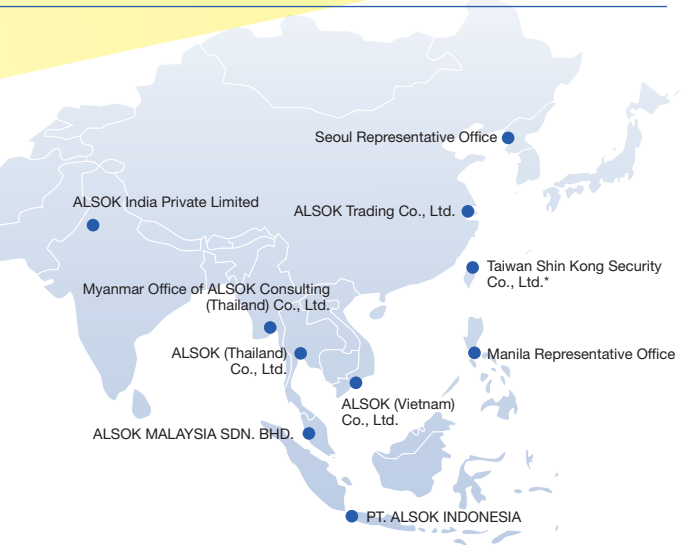 Seoul Representative Office
ALSOK India Private Limited
ALSOK Trading Co., Ltd.
Taiwan Shin Kong Security
Co., Ltd.*
Myanmar Office of ALSOK Consulting
(Thailand) Co., Ltd.
ALSOK (Thailand)
Co., Ltd.
Manila Representative Office
ALSOK (Vietnam)
Co., Ltd.
ALSOK MALAYSIA SDN. BHD.
PT. ALSOK INDONESIA